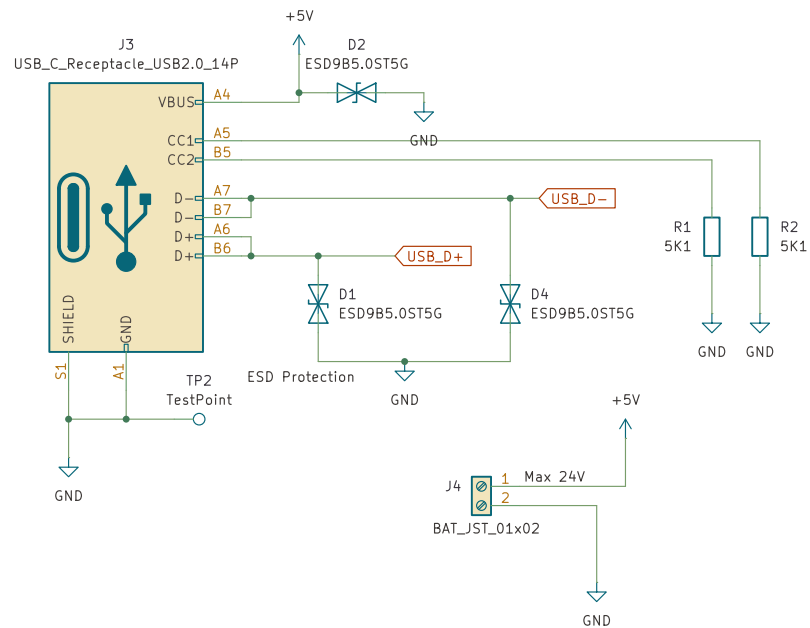 +5V
J3
USB_C_Receptacle_USB2.0_14P
D2
ESD9B5.0ST5G
VBUS
A4
GND
CC1
A5
CC2
B5
D-
A7
USB_D-
D-
B7
D+
A6
D+
B6
USB_D+
R1
5K1
R2
5K1
D1
ESD9B5.0ST5G
D4
ESD9B5.0ST5G
SHIELD
GND
GND
GND
S1
A1
ESD Protection
TP2
TestPoint
GND
+5V
GND
J4
1
Max 24V
2
BAT_JST_01x02
GND